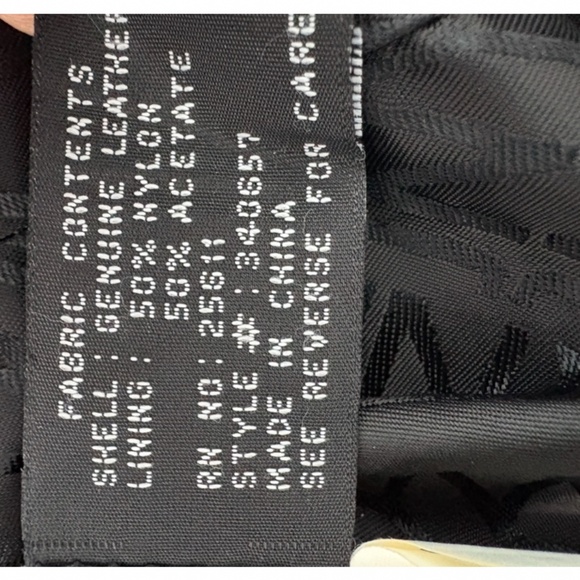 FABRIC CONTENTS
SHELL : GENUINE LEATHER
LINING : 50% NYLON
50% ACETATE
RN NO : 25611
STYLE #: 340657
MADE IN CHINA
SEE REVERSE FOR CARE